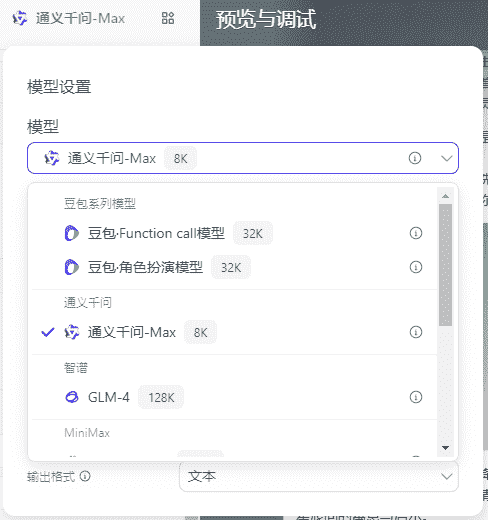 通义千问-Max
预览与调试
模型设置
模型
通义千问-Max 8K
豆包系列模型
豆包·Function call模型 32K
豆包·角色扮演模型 32K
通义千问
通义千问-Max 8K
智谱
GLM-4 128K
MiniMax
输出格式
文本